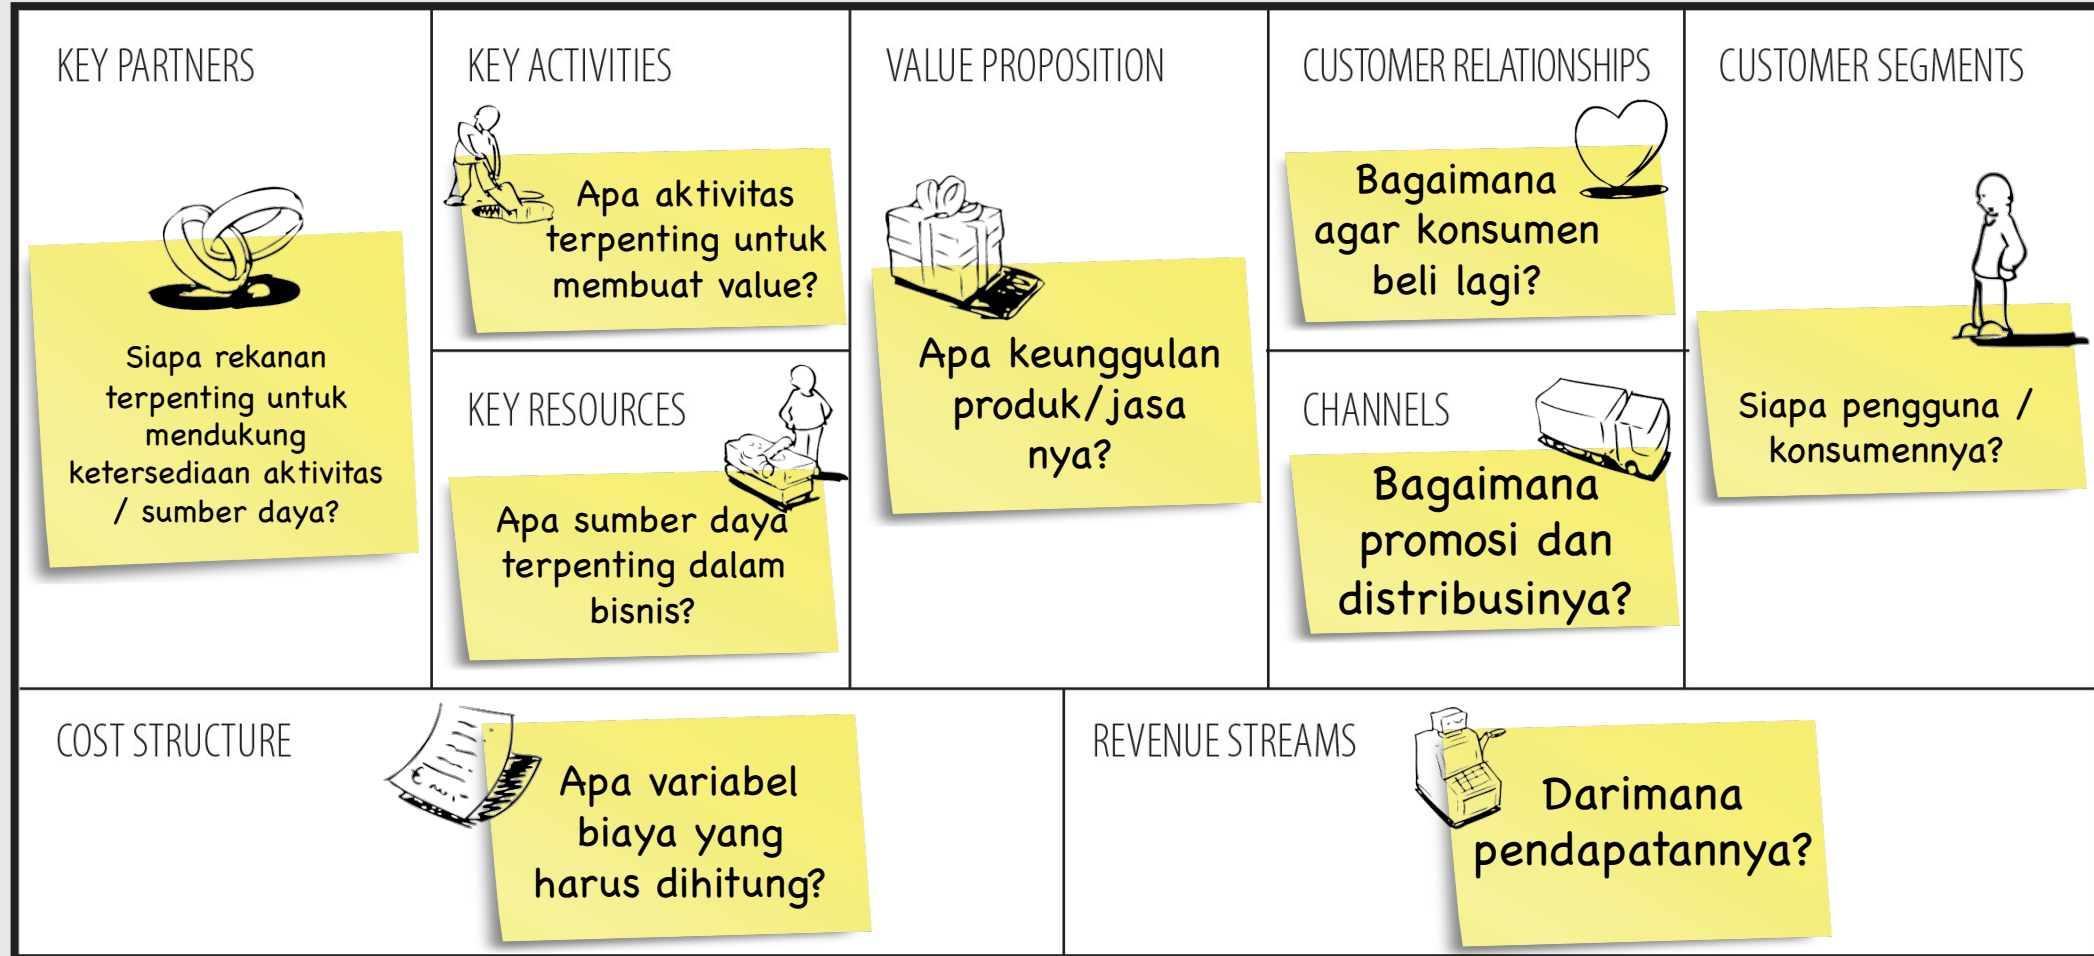 KEY PARTNERS
Siapa rekanan
terpenting untuk
mendukung
ketersediaan aktivitas
/ sumber daya?
KEY ACTIVITIES
Apa aktivitas
terpenting untuk
membuat value?
KEY RESOURCES
Apa sumber daya
terpenting dalam
bisnis?
VALUE PROPOSITION
Apa keunggulan
produk/jasa
nya?
CUSTOMER RELATIONSHIPS
Bagaimana
agar konsumen
beli lagi?
CHANNELS
Bagaimana
promosi dan
distribusinya?
CUSTOMER SEGMENTS
Siapa pengguna /
konsumennya?
COST STRUCTURE
Apa variabel
biaya yang
harus dihitung?
REVENUE STREAMS
Darimana
pendapatannya?